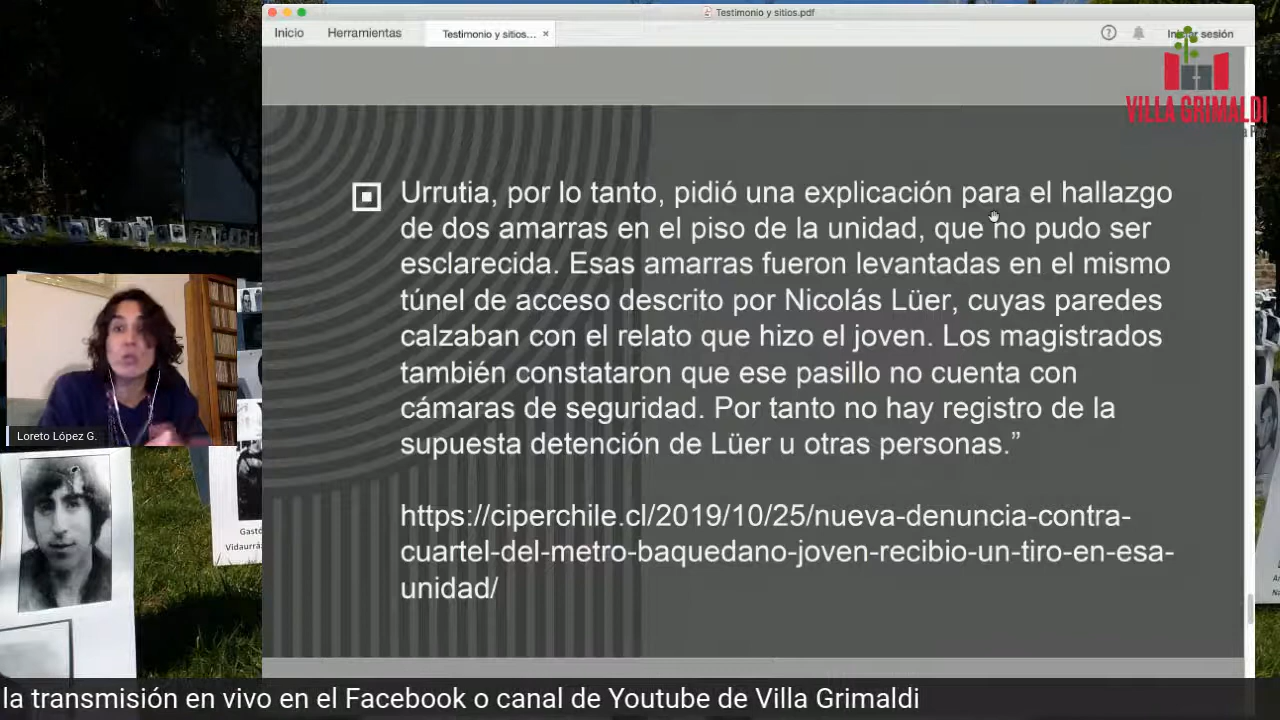 Testimonio y sitios.pdf
Inicio
Herramientas
Testimonio y sitios...
VILLA GRIMALDI
Urrutia, por lo tanto, pidió una explicación para el hallazgo
de dos amarras en el piso de la unidad, que no pudo ser
esclarecida. Esas amarras fueron levantadas en el mismo
túnel de acceso descrito por Nicolás Lüer, cuyas paredes
calzaban con el relato que hizo el joven. Los magistrados
también constataron que ese pasillo no cuenta con
cámaras de seguridad. Por tanto no hay registro de la
supuesta detención de Lüer u otras personas.”
https://ciperchile.cl/2019/10/25/nueva-denuncia-contra-
cuartel-del-metro-baquedano-joven-recibio-un-tiro-en-esa-
unidad/
Loreto López G.
la transmisión en vivo en el Facebook o canal de Youtube de Villa Grimaldi